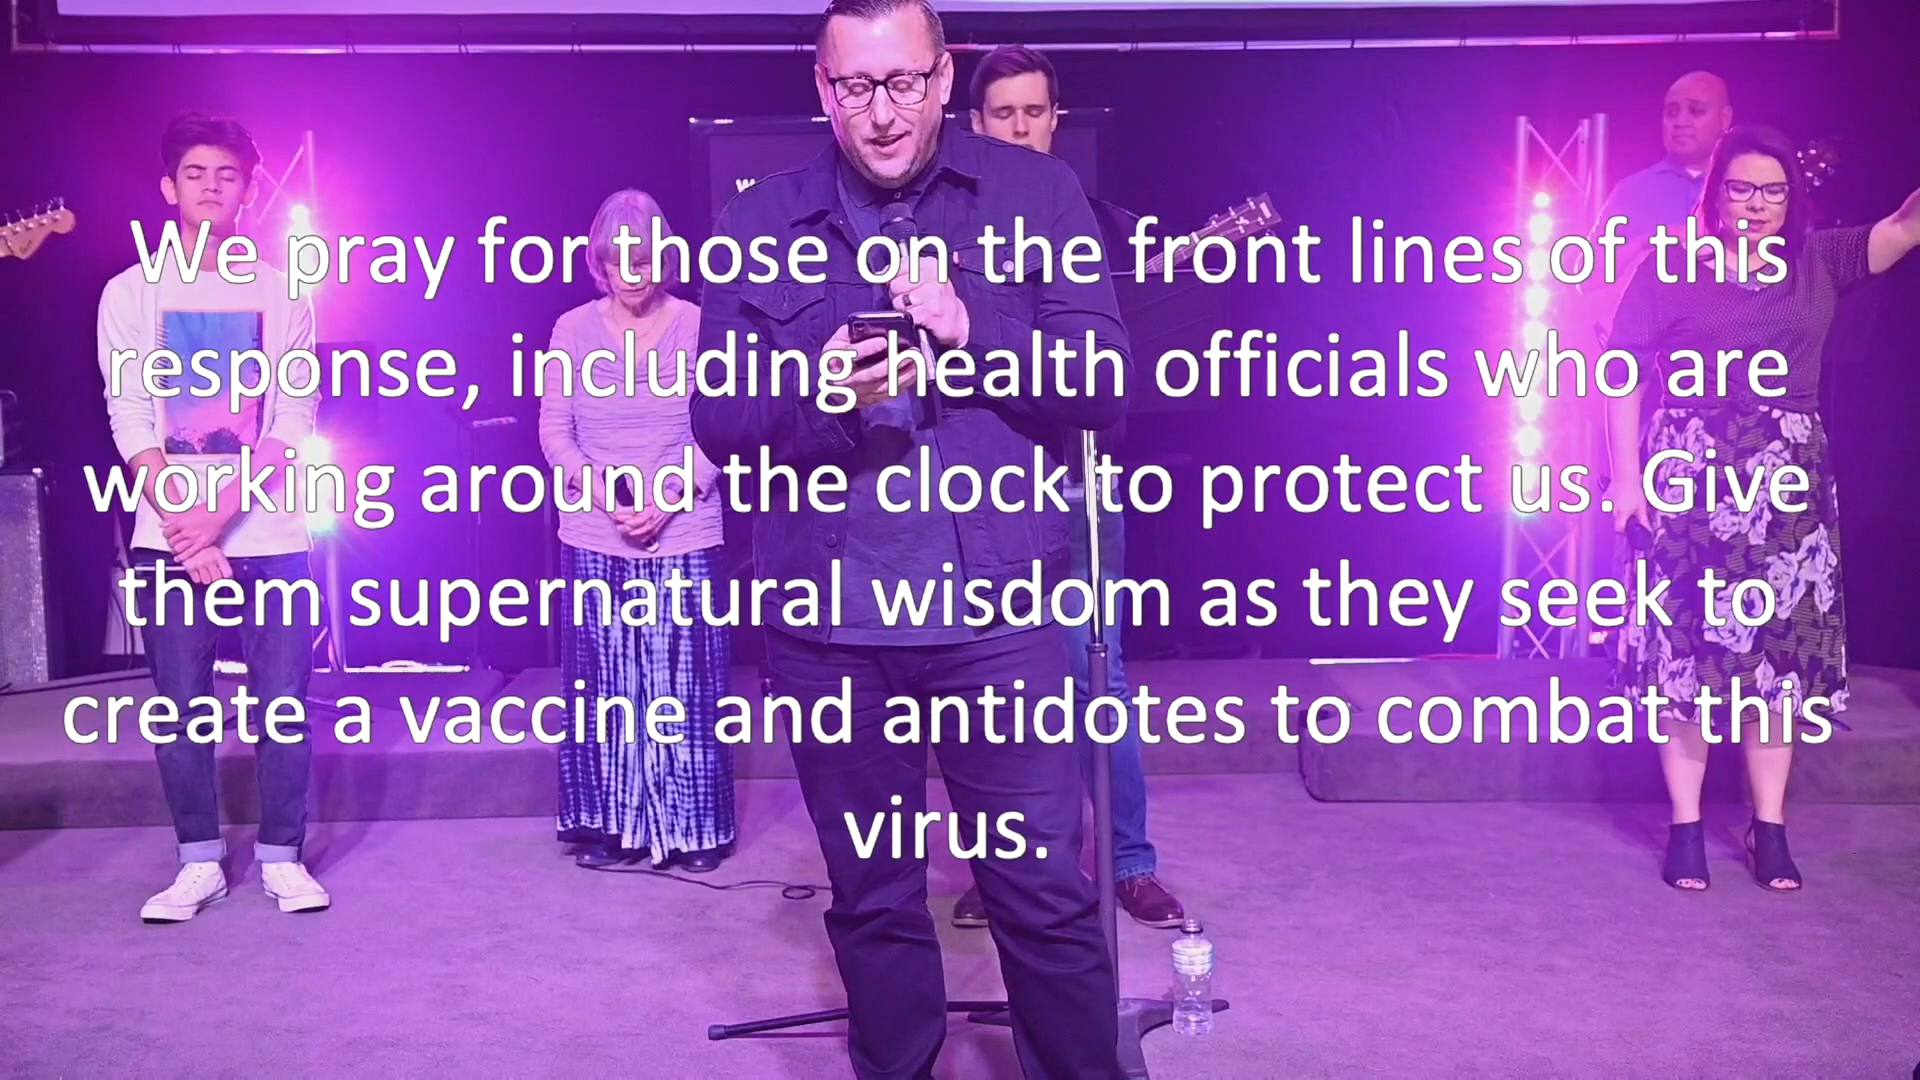 We pray for those on the front lines of this
response, including health officials who are
working around the clock to protect us. Give
them supernatural wisdom as they seek to
create a vaccine and antidotes to combat this
virus.